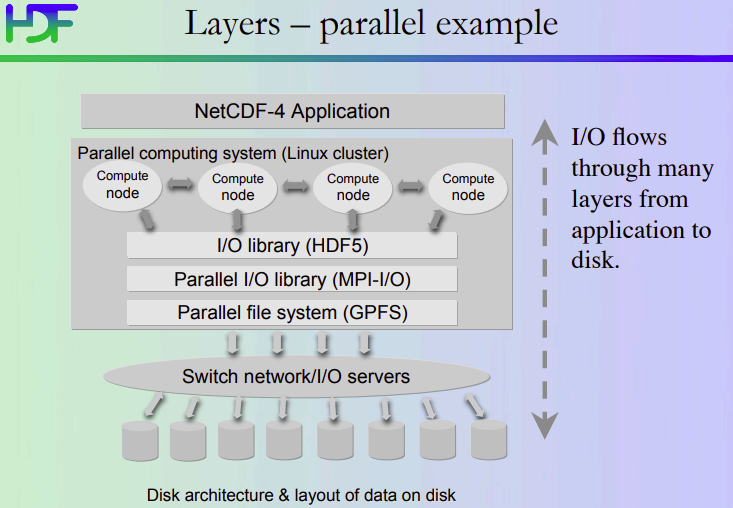 HDF
Layers – parallel example
NetCDF-4 Application
Parallel computing system (Linux cluster)
Compute
node
Compute
node
Compute
node
Compute
node
I/O library (HDF5)
Parallel I/O library (MPI-I/O)
Parallel file system (GPFS)
Switch network/I/O servers
Disk architecture & layout of data on disk
I/O flows
through many
layers from
application to
disk.